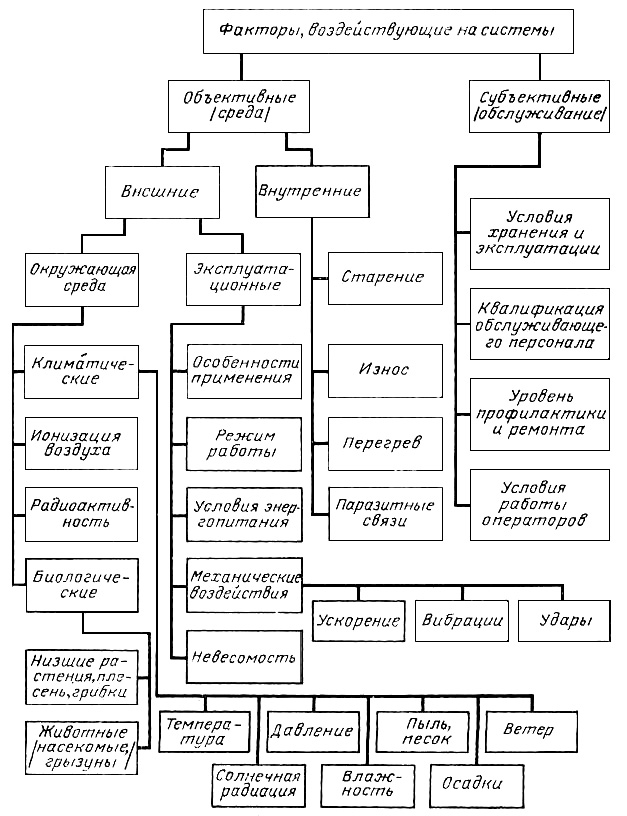 Факторы, воздействующие на системы
Объективные
/среда/
Субъективные
/обслуживание/
Внсшние
Внутренние
Условия
хранения и
эксплуатации
Окружающая
среда
Эксплуата-
ционные
Старение
Квалификация
обслуживающе-
го персонала
Климатиче-
ские
Особенности
применения
Износ
Уровень
профилактики
и ремонта
Ионизация
воздуха
Режим
работы
Перегрев
Радиоактив-
ность
Условия энер-
гопитания
Паразитные
связи
Условия
работы
операторов
Биологиче-
ские
Механические
воздействия
Ускорение
Вибрации
Удары
Низшие ра-
стения, пле-
сень, грибки
Невесомость
Животные
/насекомые,
грызуны/
Темпера-
тура
Давление
Пыль,
песок
Ветер
Солнечная
радиация
Влаж-
ность
Осадки